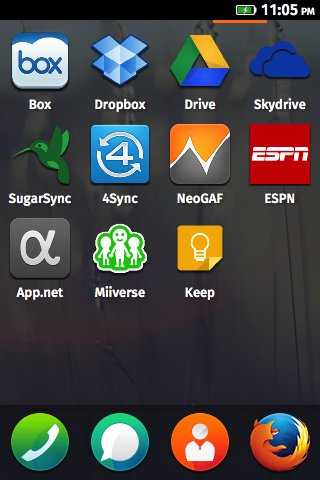 11:05 PM
box
Box
Dropbox
Drive
Skydrive
4
ESPN
SugarSync
4Sync
NeoGAF
ESPN
α
App.net
Miiverse
Keep